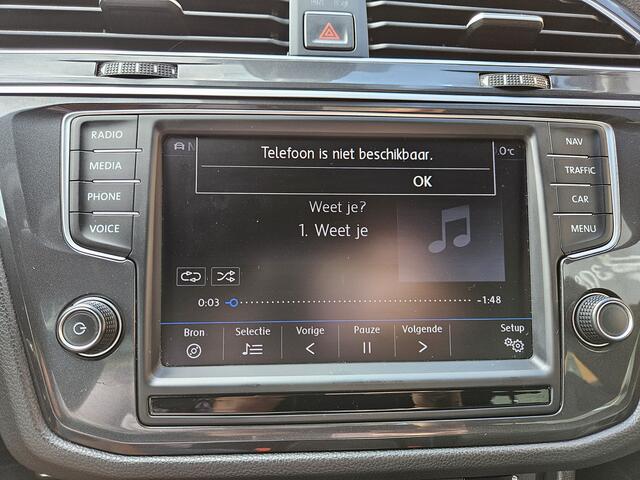 RADIO
MEDIA
PHONE
VOICE
NAV
TRAFFIC
CAR
MENU
N
Telefoon is niet beschikbaar.
OK
.0°C
Weet je?
1. Weet je
0:03
-1:48
Bron
Selectie
Vorige
Pauze
Volgende
Setup